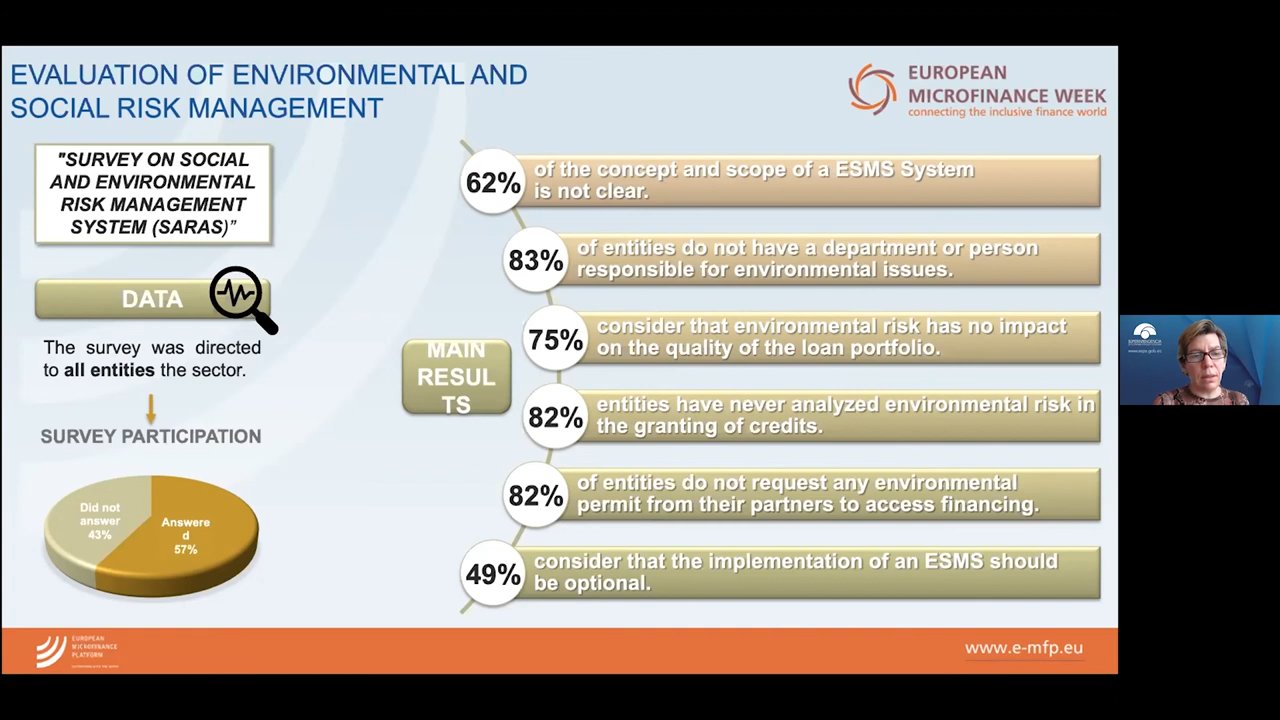 EVALUATION OF ENVIRONMENTAL AND
SOCIAL RISK MANAGEMENT
EUROPEAN
MICROFINANCE WEEK
connecting the inclusive finance world
"SURVEY ON SOCIAL
AND ENVIRONMENTAL
RISK MANAGEMENT
SYSTEM (SARAS)”
DATA
The survey was directed
to all entities the sector.
SURVEY PARTICIPATION
Did not
answer
43%
Answere
d
57%
MAIN
RESUL
TS
62%
of the concept and scope of a ESMS System
is not clear.
83%
of entities do not have a department or person
responsible for environmental issues.
75%
consider that environmental risk has no impact
on the quality of the loan portfolio.
82%
entities have never analyzed environmental risk in
the granting of credits.
82%
of entities do not request any environmental
permit from their partners to access financing.
49%
consider that the implementation of an ESMS should
be optional.
EUROPEAN
MICROFINANCE
PLATFORM
www.e-mfp.eu